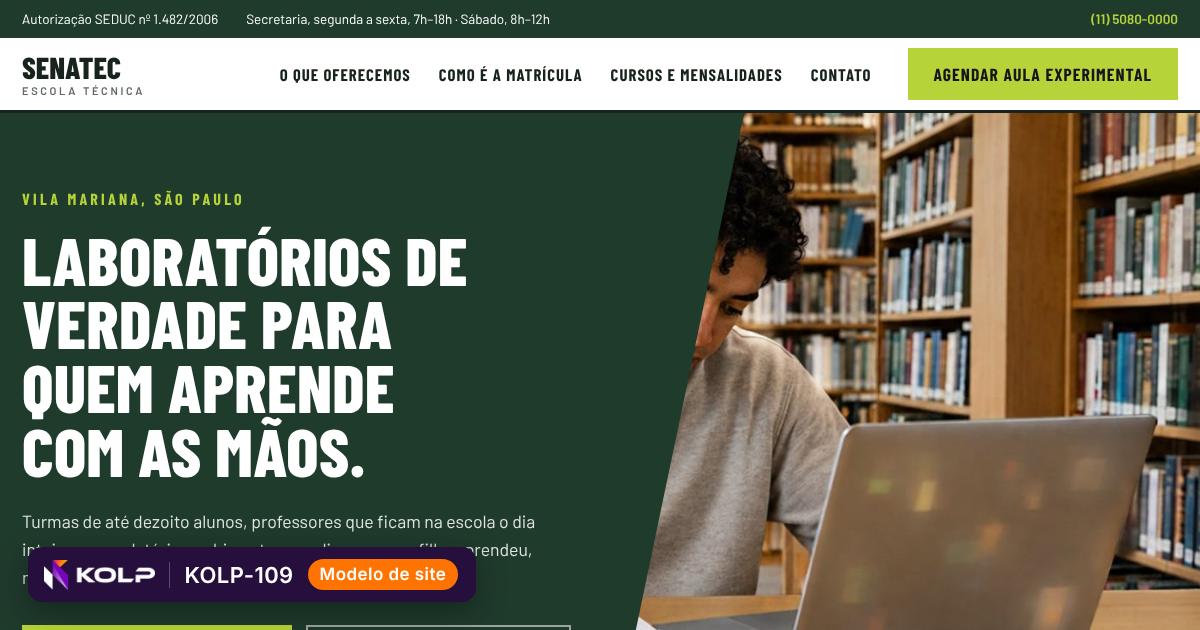 Autorização SEDUC nº 1.482/2006 Secretaria, segunda a sexta, 7h–18h · Sábado, 8h–12h (11) 5080-0000
SENATEC
ESCOLA TÉCNICA
O QUE OFERECEMOS COMO É A MATRÍCULA CURSOS E MENSALIDADES CONTATO AGENDAR AULA EXPERIMENTAL
VILA MARIANA, SÃO PAULO
LABORATÓRIOS DE
VERDADE PARA
QUEM APRENDE
COM AS MÃOS.
Turmas de até dezoito alunos, professores que ficam na escola o dia
KOLP KOLP-109 Modelo de site